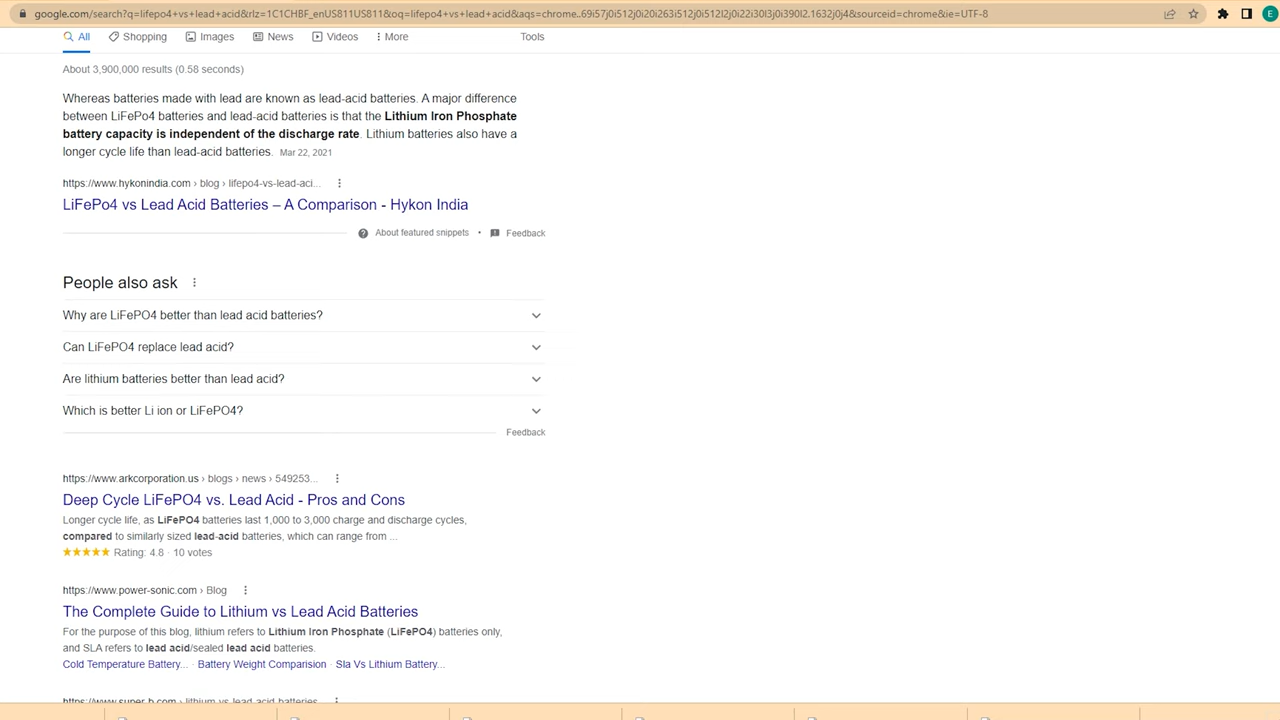 google.com/search?q=lifepo4+vs+lead+acid&rlz=1C1CHBF_enUS811US811&oq=lifepo4+vs+lead+acid&aqs=chrome..69i57j0i512j0i20i263i512j0i512l2j0i22i30l3j0i390l2.1632j0j4&sourceid=chrome&ie=UTF-8
E
All Shopping Images News Videos More Tools
About 3,900,000 results (0.58 seconds)
Whereas batteries made with lead are known as lead-acid batteries. A major difference
between LiFePo4 batteries and lead-acid batteries is that the Lithium Iron Phosphate
battery capacity is independent of the discharge rate. Lithium batteries also have a
longer cycle life than lead-acid batteries. Mar 22, 2021
https://www.hykonindia.com › blog › lifepo4-vs-lead-aci...
LiFePo4 vs Lead Acid Batteries – A Comparison - Hykon India
About featured snippets • Feedback
People also ask
Why are LiFePO4 better than lead acid batteries?
Can LiFePO4 replace lead acid?
Are lithium batteries better than lead acid?
Which is better Li ion or LiFePO4?
Feedback
https://www.arkcorporation.us › blogs › news › 549253...
Deep Cycle LiFePO4 vs. Lead Acid - Pros and Cons
Longer cycle life, as LiFePO4 batteries last 1,000 to 3,000 charge and discharge cycles,
compared to similarly sized lead-acid batteries, which can range from ...
Rating: 4.8 · 10 votes
https://www.power-sonic.com › Blog
The Complete Guide to Lithium vs Lead Acid Batteries
For the purpose of this blog, lithium refers to Lithium Iron Phosphate (LiFePO4) batteries only,
and SLA refers to lead acid/sealed lead acid batteries.
Cold Temperature Battery... · Battery Weight Comparision · Sla Vs Lithium Battery...
https://www.super-b.com › lithium-vs-lead-acid-batteries